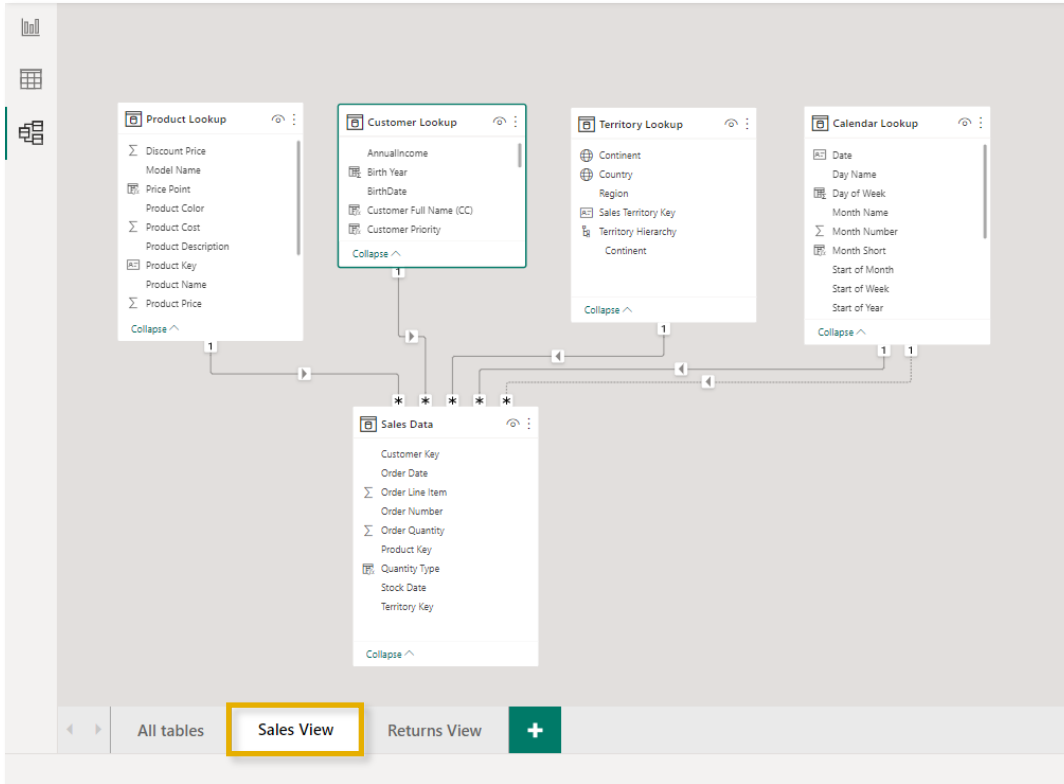 Product Lookup
Discount Price
Model Name
Price Point
Product Color
Product Cost
Product Description
Product Key
Product Name
Product Price
Collapse
1
Customer Lookup
AnnualIncome
Birth Year
BirthDate
Customer Full Name (CC)
Customer Priority
Collapse
1
Territory Lookup
Continent
Country
Region
Sales Territory Key
Territory Hierarchy
Continent
Collapse
1
Calendar Lookup
Date
Day Name
Day of Week
Month Name
Month Number
Month Short
Start of Month
Start of Week
Start of Year
Collapse
1 1
* * * * *
Sales Data
Customer Key
Order Date
Order Line Item
Order Number
Order Quantity
Product Key
Quantity Type
Stock Date
Territory Key
Collapse
All tables Sales View Returns View +